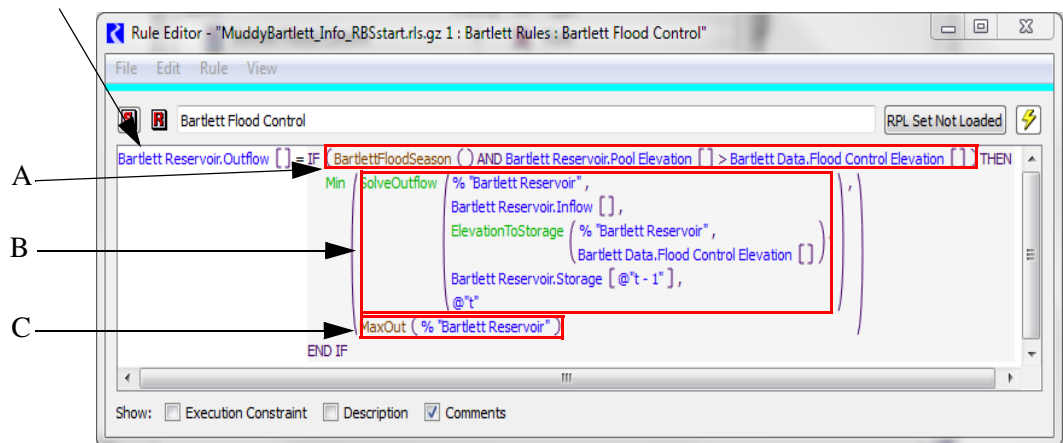 Rule Editor - "MuddyBartlett_Info_RBSstart.rls.gz 1 : Bartlett Rules : Bartlett Flood Control"
File Edit Rule View
R Bartlett Flood Control RPL Set Not Loaded
Bartlett Reservoir.Outflow [] = IF ( BartlettFloodSeason () AND Bartlett Reservoir.Pool Elevation [] > Bartlett Data.Flood Control Elevation [] ) THEN
A
Min ( SolveOutflow ( % "Bartlett Reservoir" , ) ,
Bartlett Reservoir.Inflow [] ,
B
ElevationToStorage ( % "Bartlett Reservoir" ,
Bartlett Data.Flood Control Elevation [] ) ,
Bartlett Reservoir.Storage [ @"t - 1" ] ,
@"t"
C
MaxOut ( % "Bartlett Reservoir" )
END IF
Show: Execution Constraint Description Comments